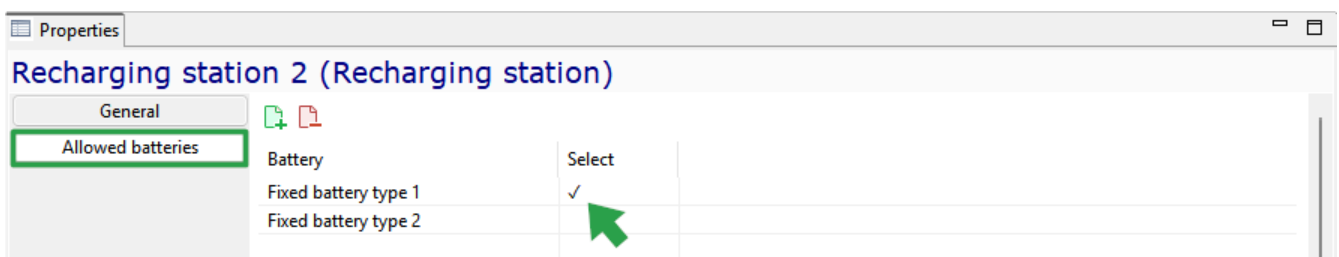 Properties
Recharging station 2 (Recharging station)
General
Allowed batteries
Battery Select
Fixed battery type 1 ✓
Fixed battery type 2